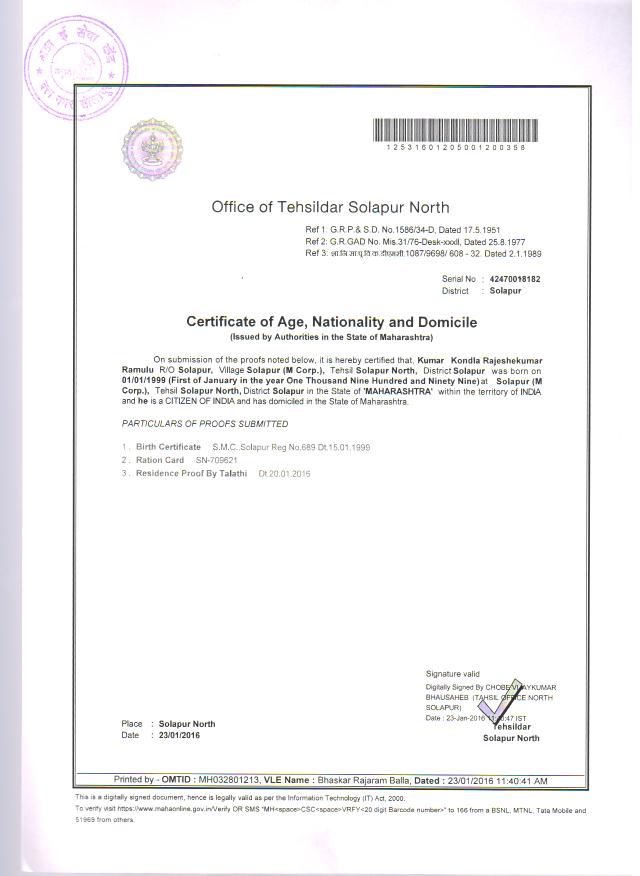 महा ई सेवा केंद्र
12531601205001200358
Office of Tehsildar Solapur North
Ref 1: G.R.P.& S.D. No.1586/34-D, Dated 17.5.1951
Ref 2: G.R.GAD No. Mis.31/76-Desk-xxxII, Dated 25.8.1977
1087/9698/ 608 - 32. Dated 2.1.1989
Serial No : 42470018182
District : Solapur
Certificate of Age, Nationality and Domicile
(Issued by Authorities in the State of Maharashtra)
On submission of the proofs noted below, it is hereby certified that, Kumar Kondla Rajeshekumar
Ramulu R/O Solapur, Village Solapur (M Corp.), Tehsil Solapur North, District Solapur was born on
01/01/1999 (First of January in the year One Thousand Nine Hundred and Ninety Nine)at Solapur (M
Corp.), Tehsil Solapur North, District Solapur in the State of 'MAHARASHTRA' within the territory of INDIA
and he is a CITIZEN OF INDIA and has domiciled in the State of Maharashtra.
PARTICULARS OF PROOFS SUBMITTED
1 . Birth Certificate S.M.C..Solapur Reg No.689 Dt.15.01.1999
2 . Ration Card SN-709621
3 . Residence Proof By Talathi Dt.20.01.2016
Signature valid
Digitally Signed By CHOBE VIJAYKUMAR
BHAUSAHEB (TAHSIL OFFICE NORTH
SOLAPUR)
Date : 23-Jan-2016 11:40:47 IST
Tehsildar
Solapur North
Place : Solapur North
Date : 23/01/2016
Printed by - OMTID : MH032801213, VLE Name : Bhaskar Rajaram Balla, Dated : 23/01/2016 11:40:41 AM
This is a digitally signed document, hence is legally valid as per the Information Technology (IT) Act, 2000.
To verify visit https://www.mahaonline.gov.in/Verify OR SMS "MH<space>CSC<space>VRFY<20 digit Barcode number>" to 166 from a BSNL, MTNL, Tata Mobile and
51969 from others.